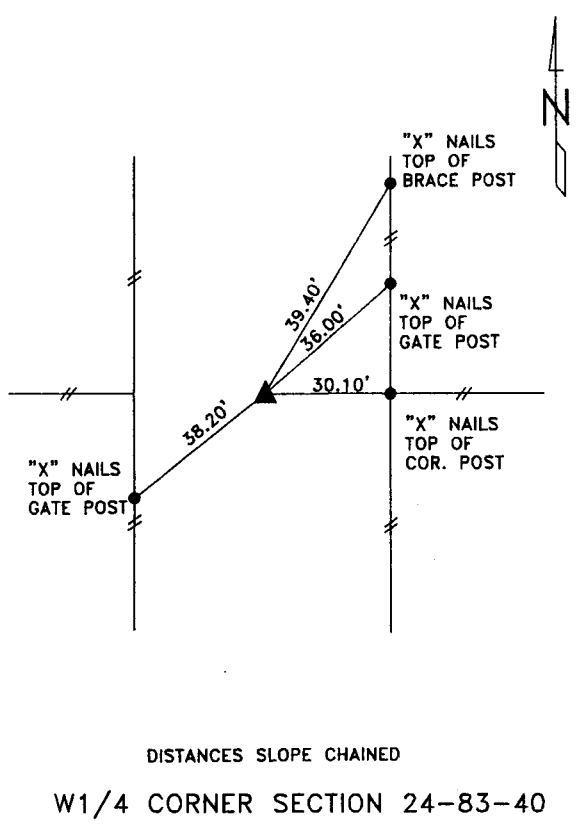 N
"X" NAILS
TOP OF
BRACE POST
39.40'
36.00'
"X" NAILS
TOP OF
GATE POST
30.10'
38.20'
"X" NAILS
TOP OF
COR. POST
"X" NAILS
TOP OF
GATE POST
DISTANCES SLOPE CHAINED
W1/4 CORNER SECTION 24-83-40